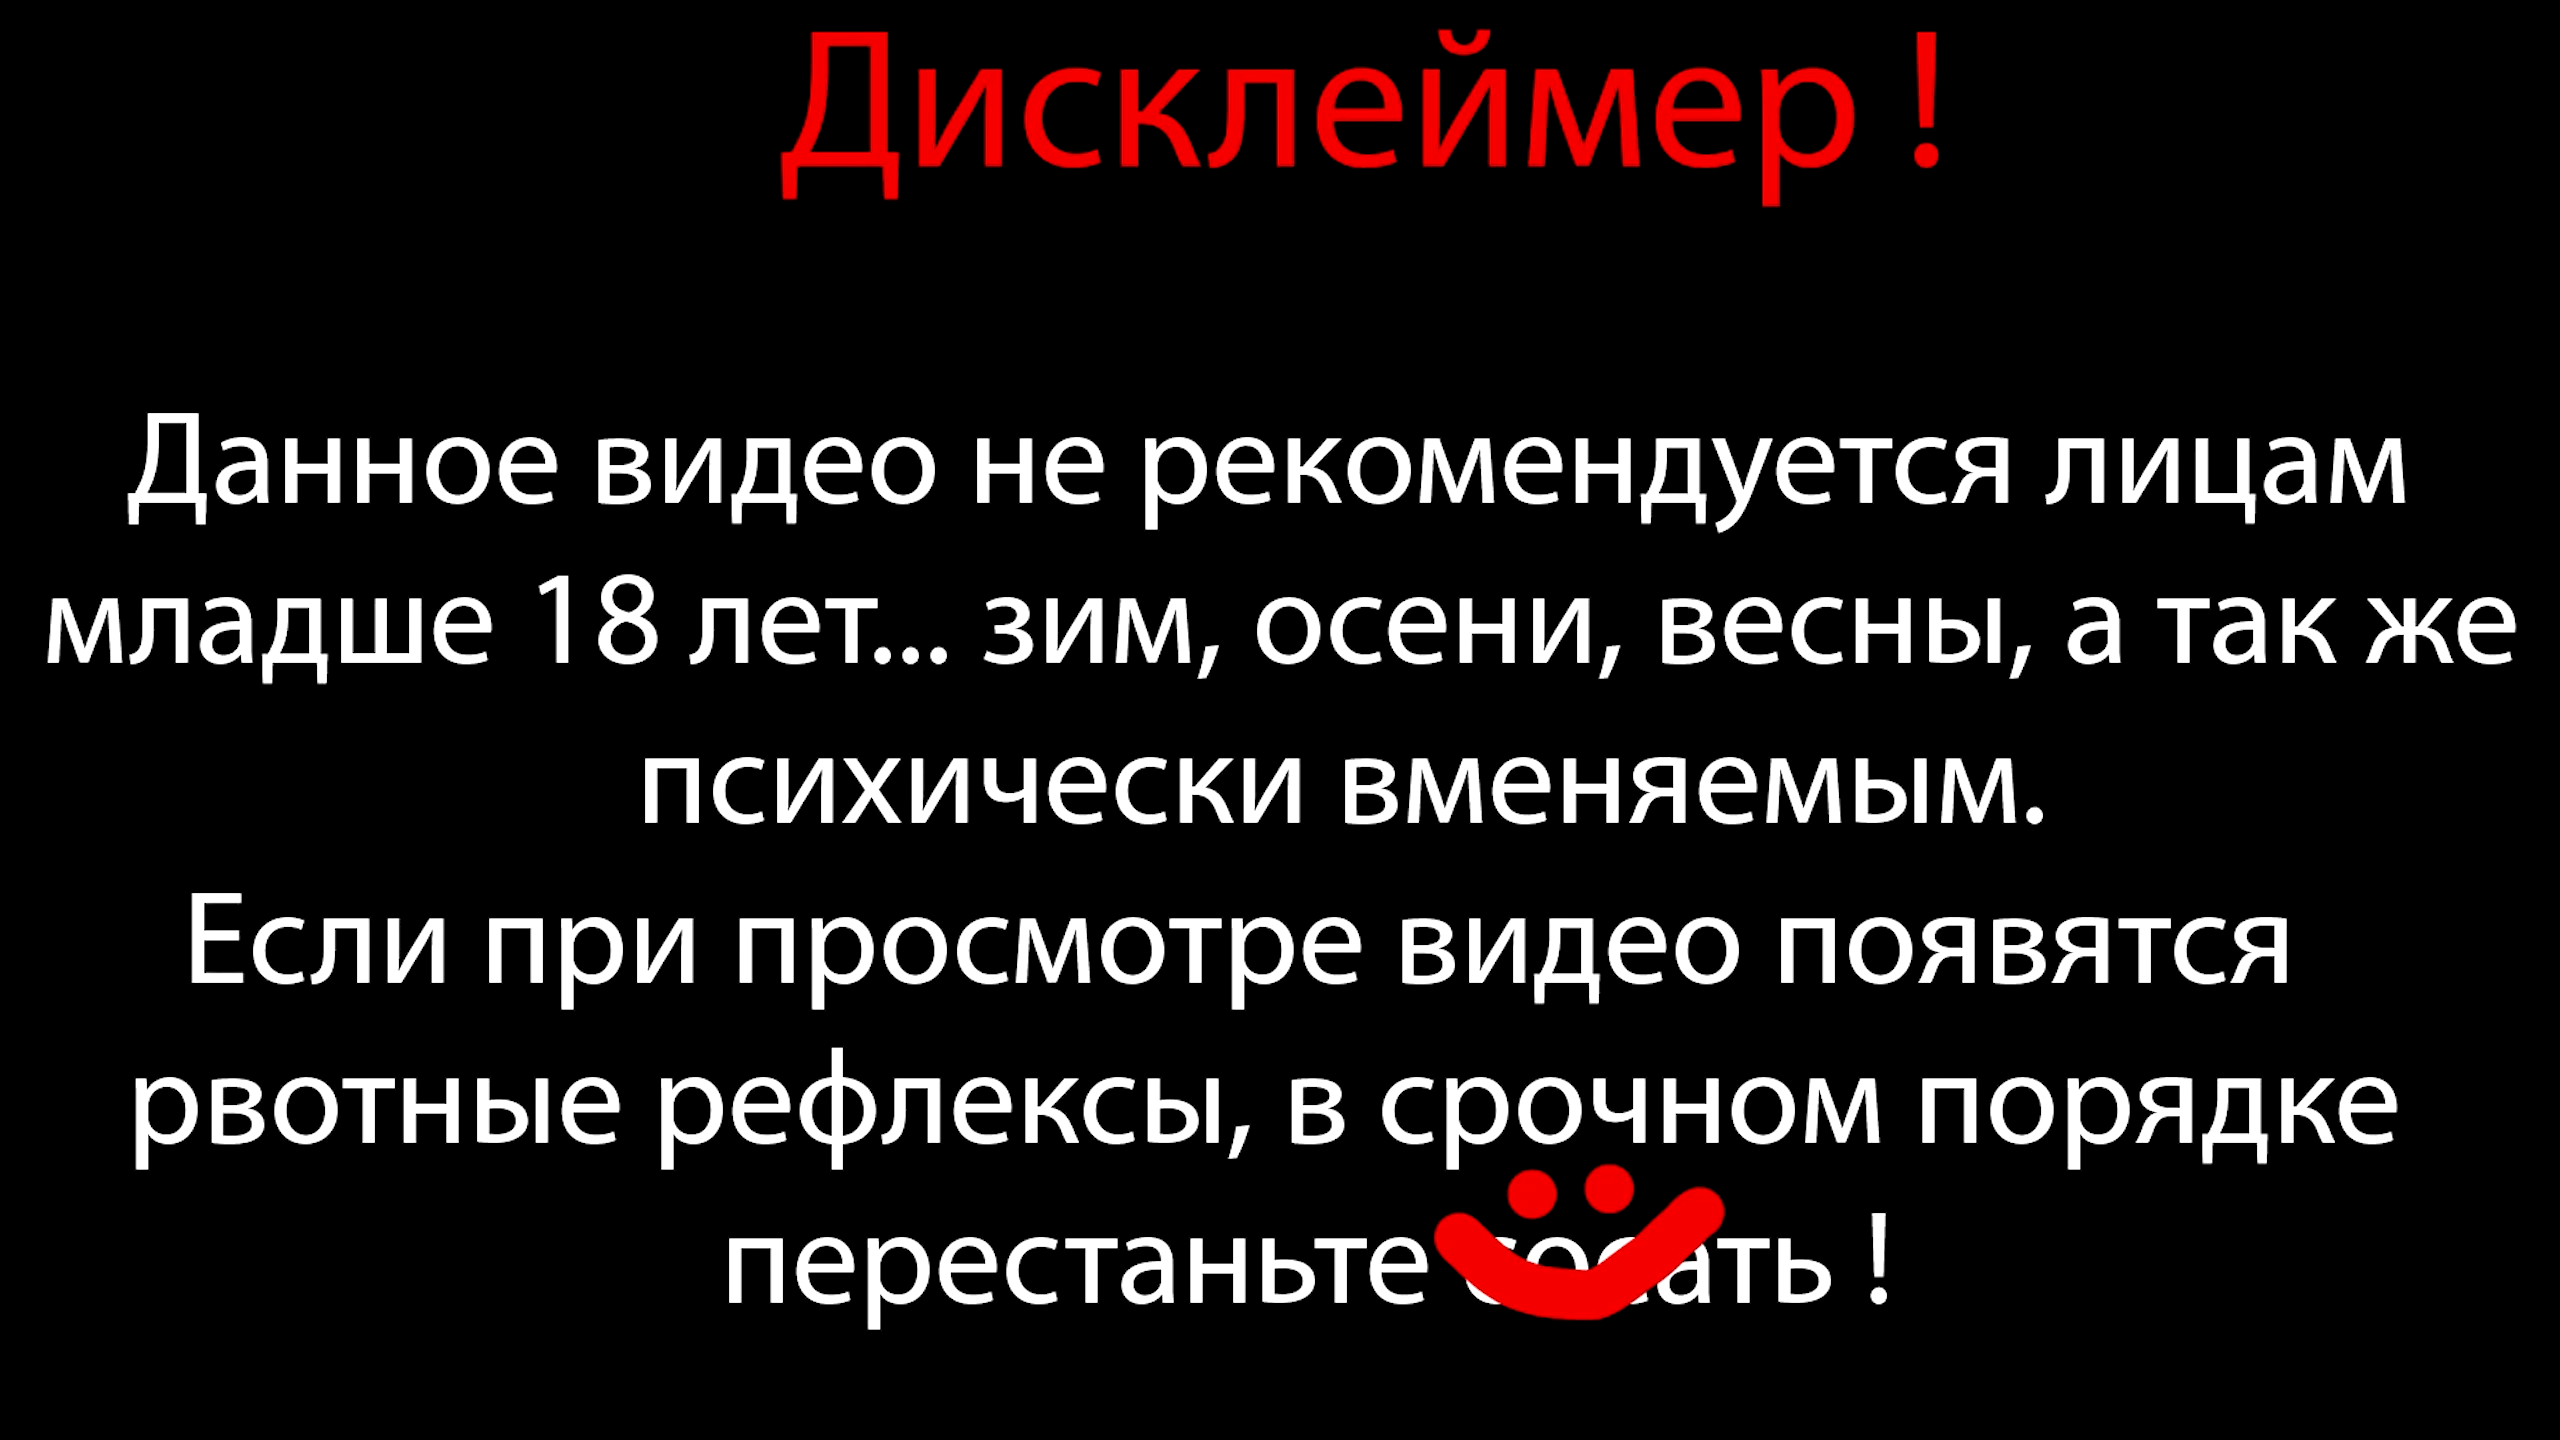 Дисклеймер !
Данное видео не рекомендуется лицам
младше 18 лет... зим, осени, весны, а так же
психически вменяемым.
Если при просмотре видео появятся
рвотные рефлексы, в срочном порядке
перестаньте сосать !